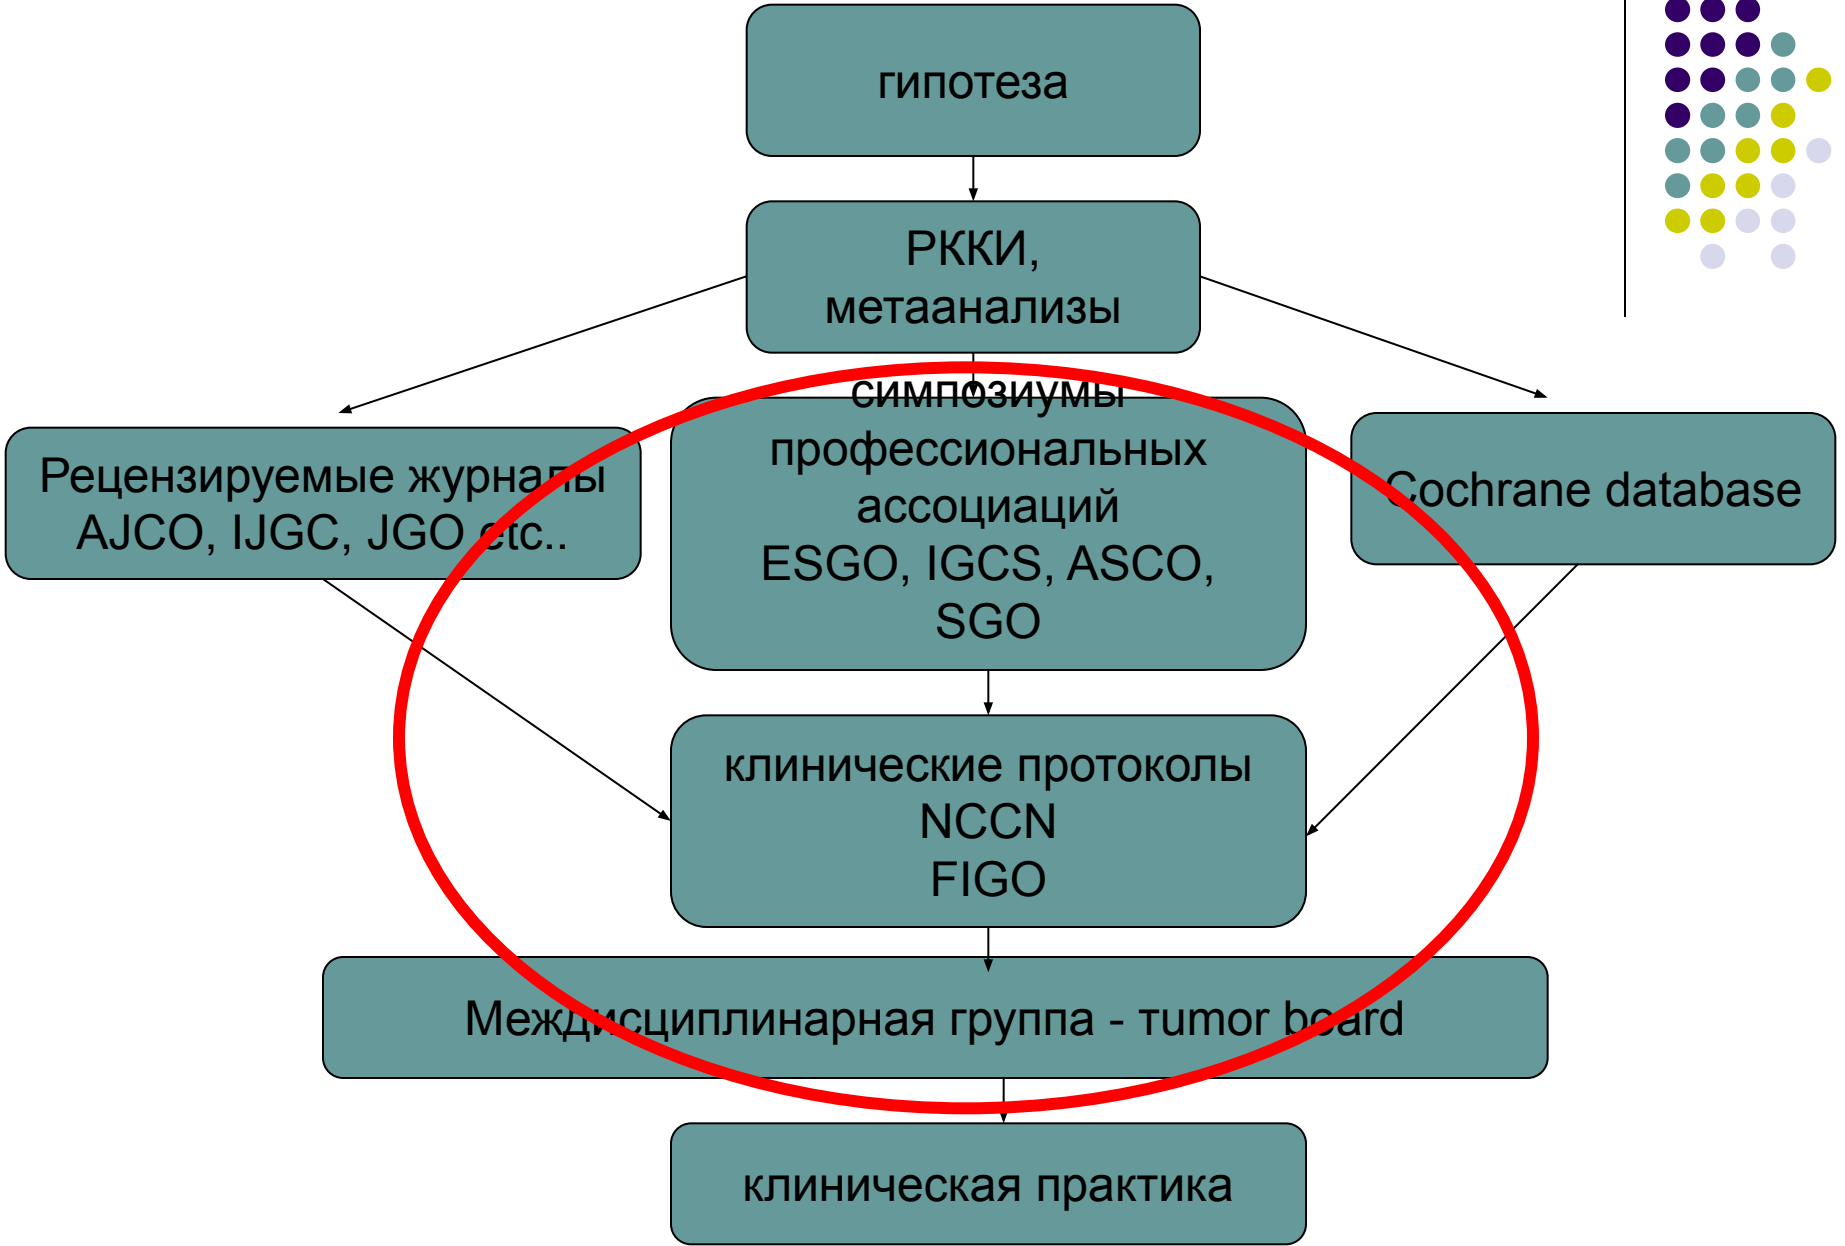 гипотеза
РККИ,
метаанализы
Рецензируемые журналы
AJCO, IJGC, JGO etc..
симпозиумы
профессиональных
ассоциаций
ESGO, IGCS, ASCO,
SGO
Cochrane database
клинические протоколы
NCCN
FIGO
Междисциплинарная группа - тumor board
клиническая практика